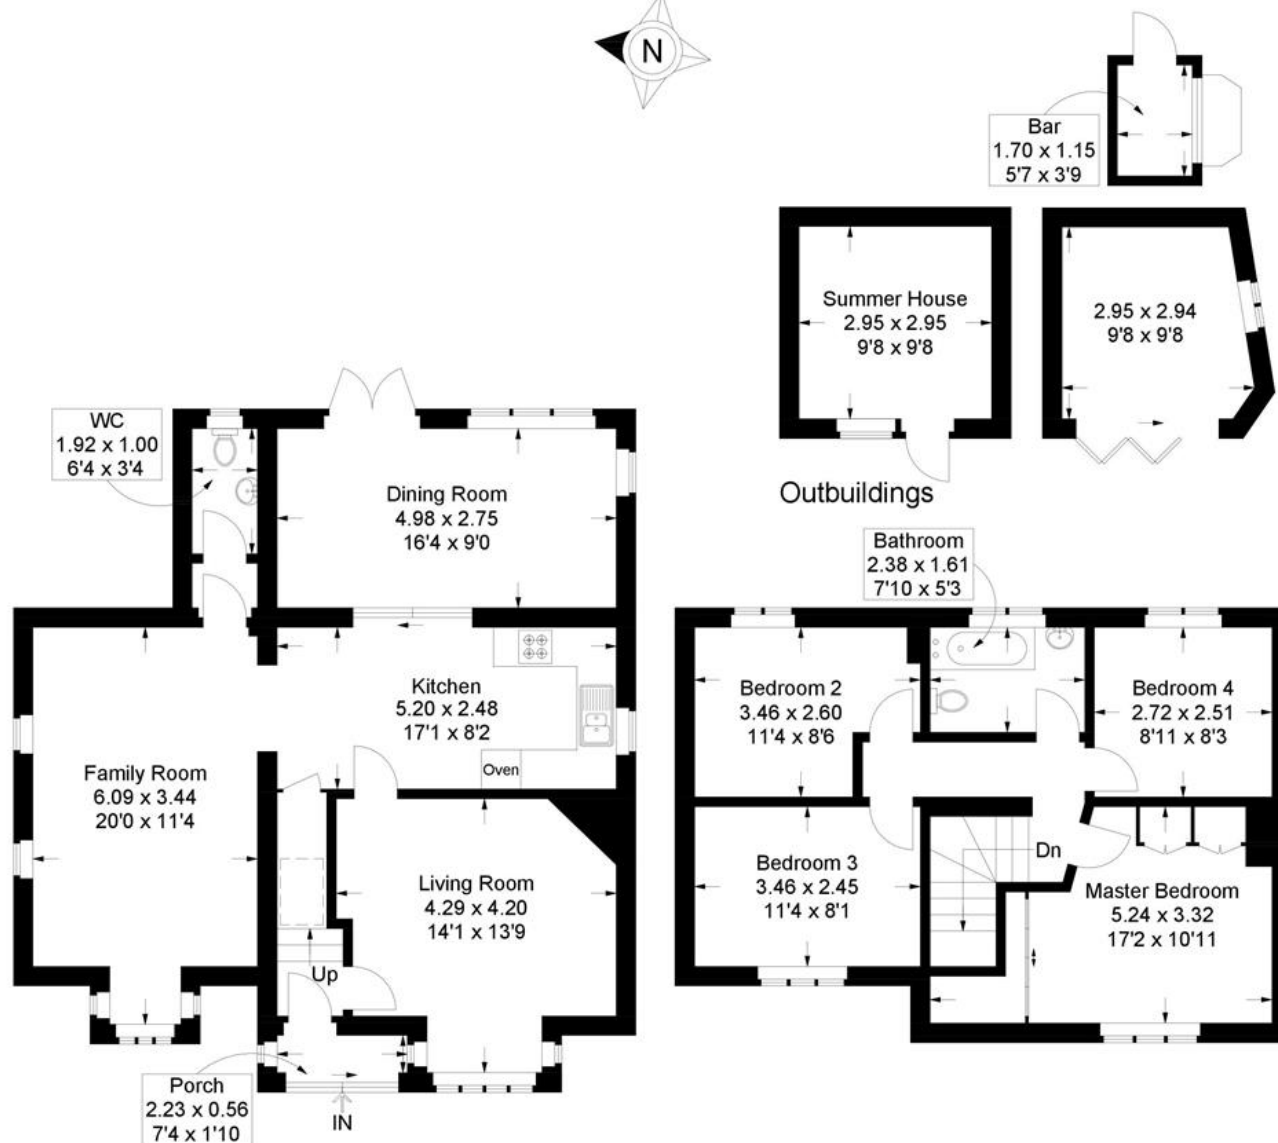 N
Bar
1.70 x 1.15
5'7 x 3'9
Summer House
2.95 x 2.95
9'8 x 9'8
2.95 x 2.94
9'8 x 9'8
Outbuildings
WC
1.92 x 1.00
6'4 x 3'4
Dining Room
4.98 x 2.75
16'4 x 9'0
Kitchen
5.20 x 2.48
17'1 x 8'2
Oven
Family Room
6.09 x 3.44
20'0 x 11'4
Living Room
4.29 x 4.20
14'1 x 13'9
Up
Porch
2.23 x 0.56
7'4 x 1'10
IN
Bathroom
2.38 x 1.61
7'10 x 5'3
Bedroom 2
3.46 x 2.60
11'4 x 8'6
Bedroom 4
2.72 x 2.51
8'11 x 8'3
Bedroom 3
3.46 x 2.45
11'4 x 8'1
Dn
Master Bedroom
5.24 x 3.32
17'2 x 10'11